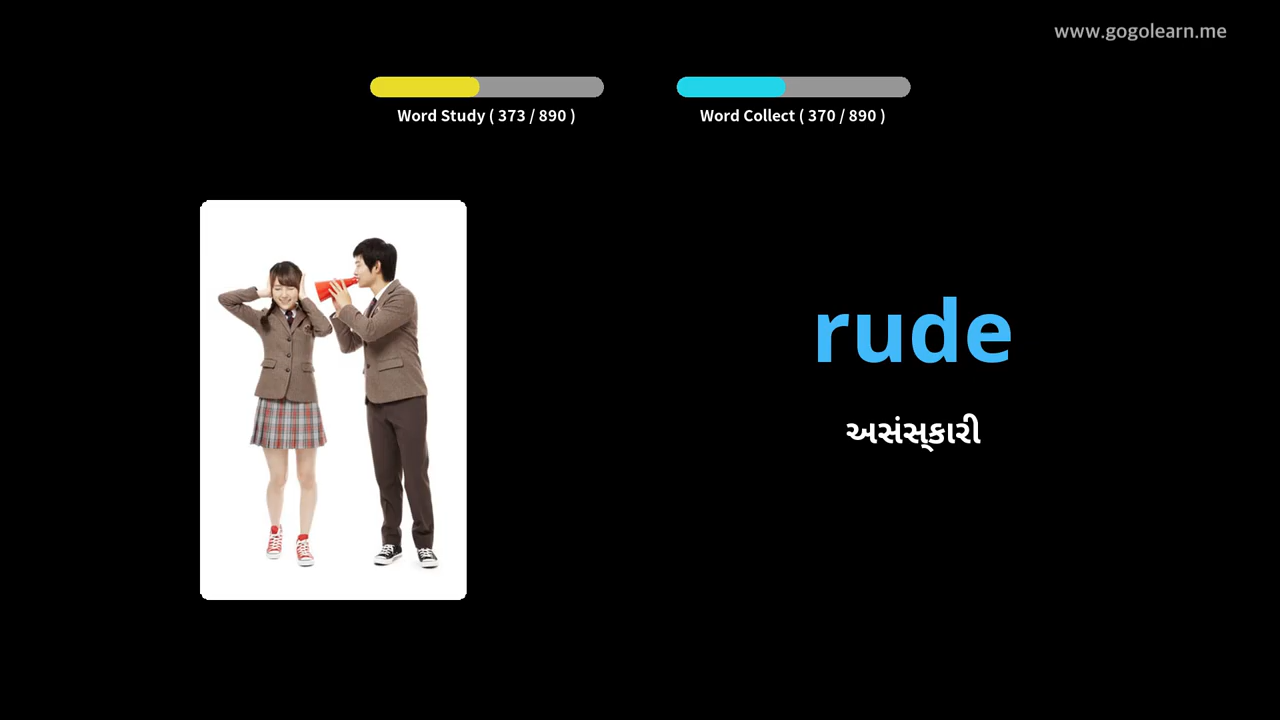 www.gogolearn.me
Word Study ( 373 / 890 )
Word Collect ( 370 / 890 )
rude
અસંસ્કારી